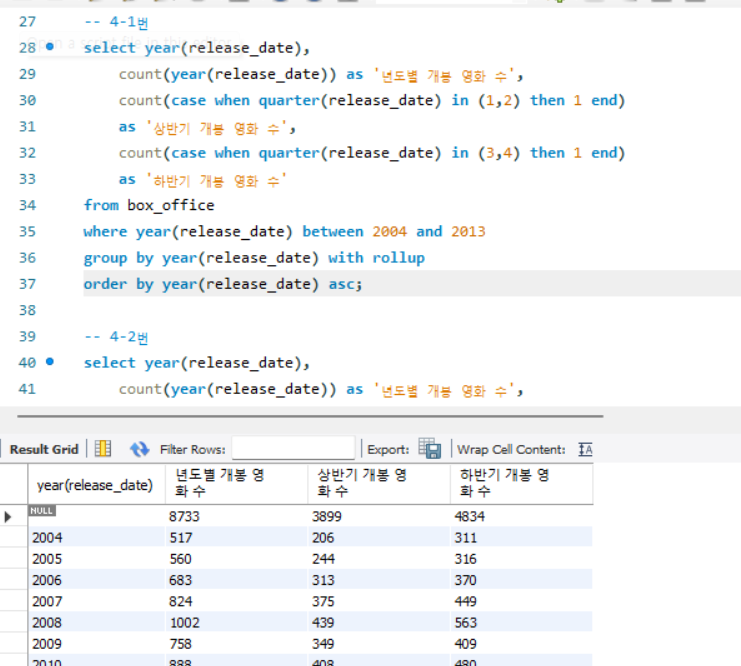 27 -- 4-1번
28 select year(release_date),
29 count(year(release_date)) as '년도별 개봉 영화 수',
30 count(case when quarter(release_date) in (1,2) then 1 end)
31 as '상반기 개봉 영화 수',
32 count(case when quarter(release_date) in (3,4) then 1 end)
33 as '하반기 개봉 영화 수'
34 from box_office
35 where year(release_date) between 2004 and 2013
36 group by year(release_date) with rollup
37 order by year(release_date) asc;
38
39 -- 4-2번
40 select year(release_date),
41 count(year(release_date)) as '년도별 개봉 영화 수',
Result Grid Filter Rows: Export: Wrap Cell Content:
year(release_date) 년도별 개봉 영화 수 상반기 개봉 영화 수 하반기 개봉 영화 수
NULL 8733 3899 4834
2004 517 206 311
2005 560 244 316
2006 683 313 370
2007 824 375 449
2008 1002 439 563
2009 758 349 409
2010 888 408 480